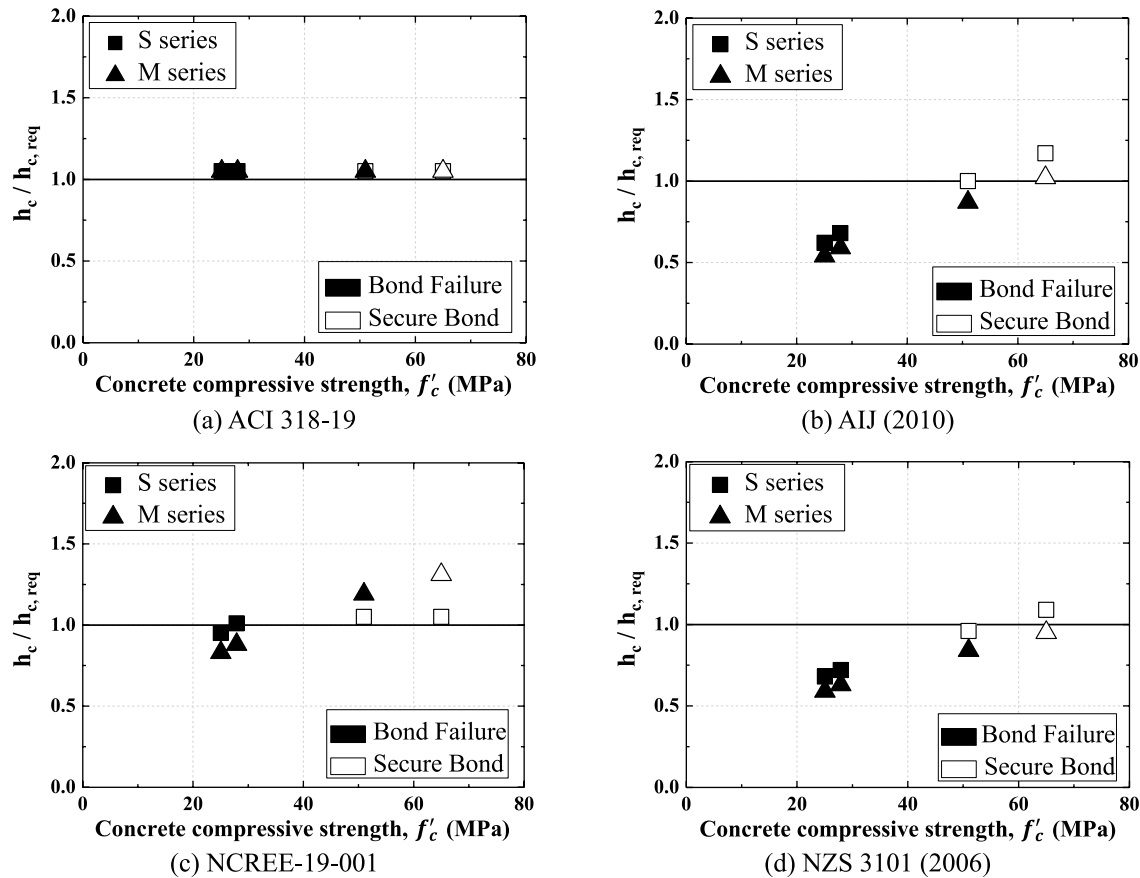 2.0
S series
M series
1.5
h_c / h_{c, req}
1.0
0.5
Bond Failure
Secure Bond
0.0
0 20 40 60 80
Concrete compressive strength, f'_c (MPa)
(a) ACI 318-19
2.0
S series
M series
1.5
h_c / h_{c, req}
1.0
0.5
Bond Failure
Secure Bond
0.0
0 20 40 60 80
Concrete compressive strength, f'_c (MPa)
(b) AIJ (2010)
2.0
S series
M series
1.5
h_c / h_{c, req}
1.0
0.5
Bond Failure
Secure Bond
0.0
0 20 40 60 80
Concrete compressive strength, f'_c (MPa)
(c) NCREE-19-001
2.0
S series
M series
1.5
h_c / h_{c, req}
1.0
0.5
Bond Failure
Secure Bond
0.0
0 20 40 60 80
Concrete compressive strength, f'_c (MPa)
(d) NZS 3101 (2006)